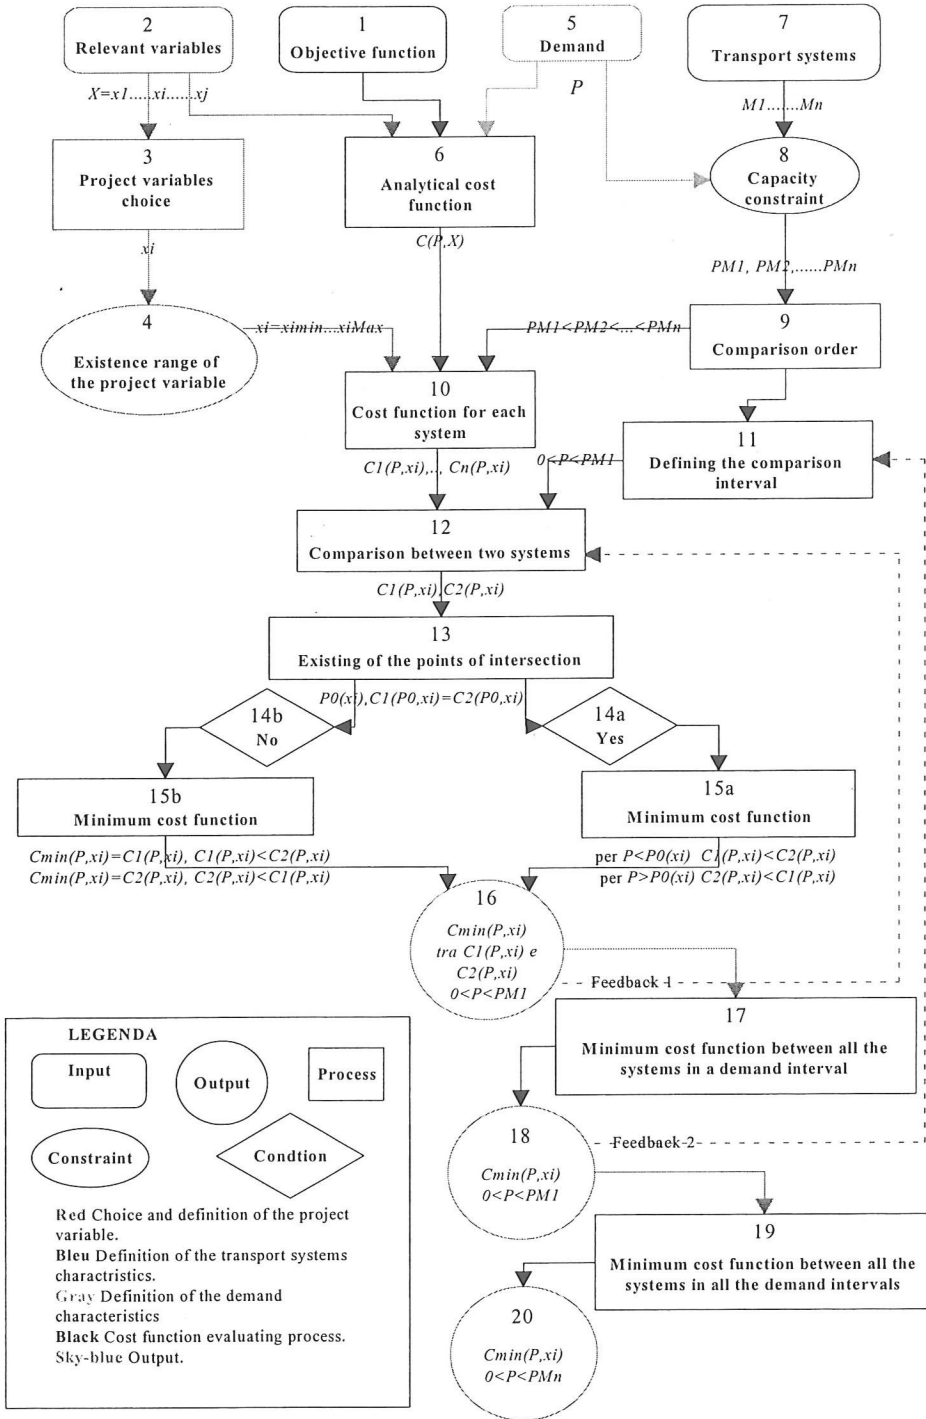 2
Relevant variables
1
Objective function
5
Demand
7
Transport systems
X=x1.....xi......xj
P
M1.......Mn
3
Project variables
choice
6
Analytical cost
function
8
Capacity
constraint
xi
C(P,X)
PM1, PM2,......PMn
4
Existence range of
the project variable
xi=ximin...xiMax
PM1<PM2<...<PMn
9
Comparison order
10
Cost function for each
system
11
Defining the comparison
interval
C1(P,xi),.., Cn(P,xi)
0<P<PM1
12
Comparison between two systems
C1(P,xi),C2(P,xi)
13
Existing of the points of intersection
P0(xi),C1(P0,xi)=C2(P0,xi)
14b
No
14a
Yes
15b
Minimum cost function
15a
Minimum cost function
Cmin(P,xi)=C1(P,xi), C1(P,xi)<C2(P,xi)
Cmin(P,xi)=C2(P,xi), C2(P,xi)<C1(P,xi)
per P<P0(xi) C1(P,xi)<C2(P,xi)
per P>P0(xi) C2(P,xi)<C1(P,xi)
16
Cmin(P,xi)
tra C1(P,xi) e
C2(P,xi)
0<P<PM1
Feedback 1
17
Minimum cost function between all the
systems in a demand interval
18
Cmin(P,xi)
0<P<PM1
Feedback 2
19
Minimum cost function between all the
systems in all the demand intervals
20
Cmin(P,xi)
0<P<PMn
LEGENDA
Input
Output
Process
Constraint
Condtion
Red Choice and definition of the project
variable.
Bleu Definition of the transport systems
charactristics.
Gray Definition of the demand
characteristics
Black Cost function evaluating process.
Sky-blue Output.